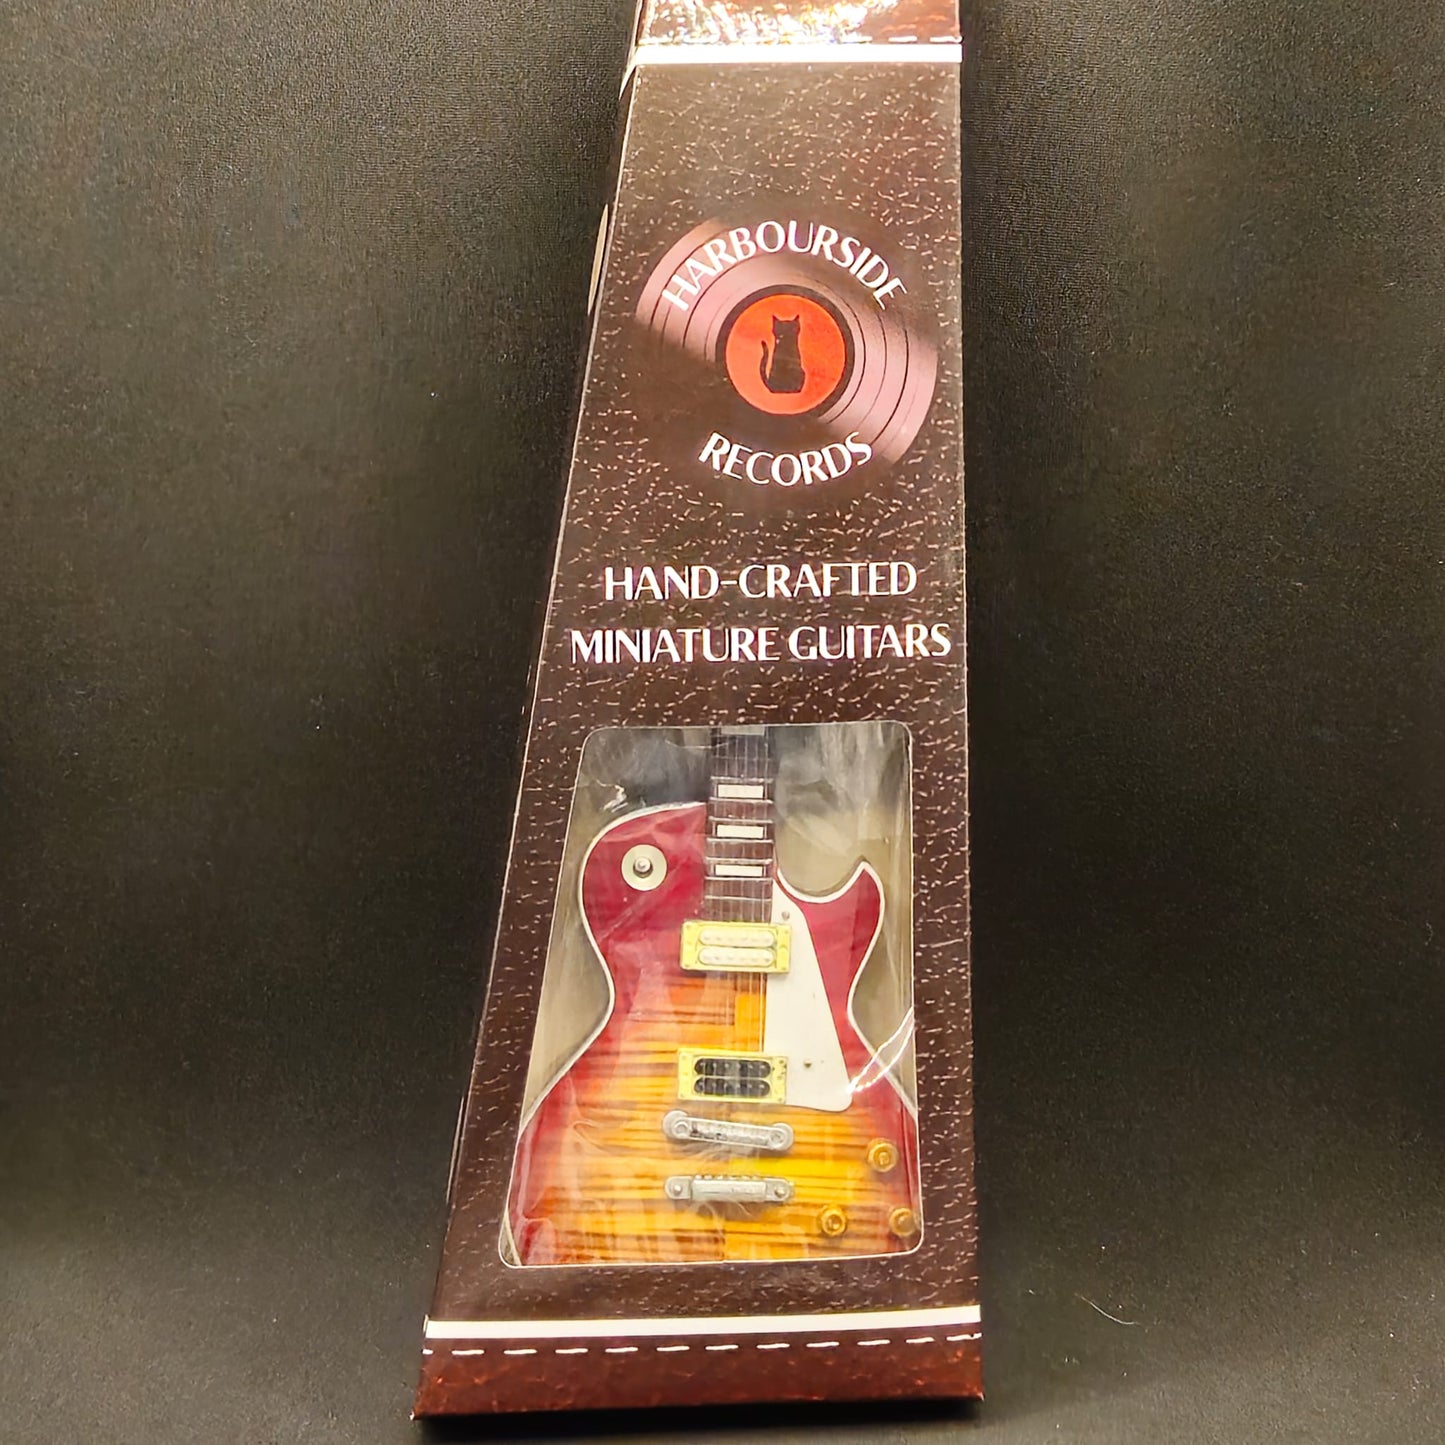 HARBOURSIDE
RECORDS
HAND-CRAFTED
MINIATURE GUITARS